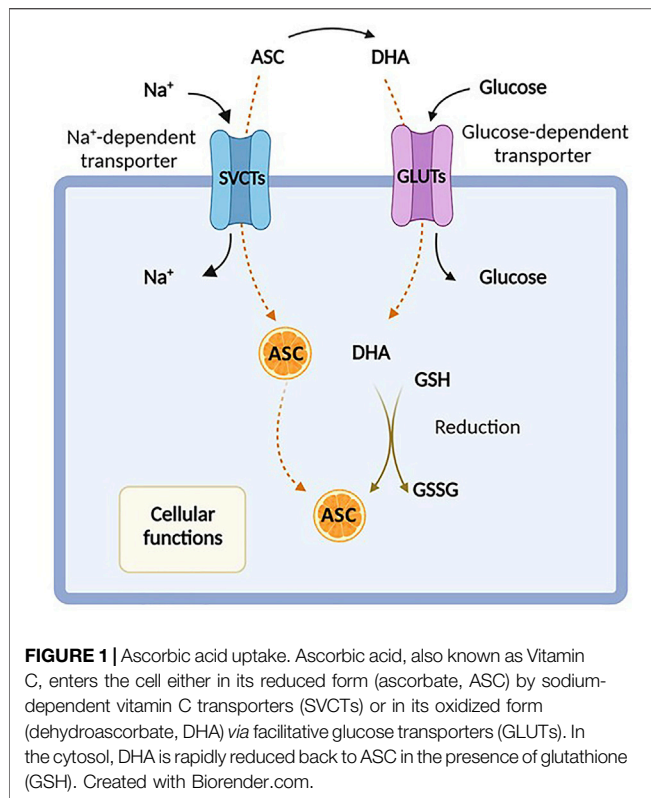 ASC
DHA
Na⁺
Glucose
Na⁺-dependent
transporter
Glucose-dependent
transporter
SVCTs
GLUTs
Na⁺
Glucose
ASC
DHA
GSH
Reduction
GSSG
ASC
Cellular
functions
FIGURE 1 | Ascorbic acid uptake. Ascorbic acid, also known as Vitamin
C, enters the cell either in its reduced form (ascorbate, ASC) by sodium-
dependent vitamin C transporters (SVCTs) or in its oxidized form
(dehydroascorbate, DHA) via facilitative glucose transporters (GLUTs). In
the cytosol, DHA is rapidly reduced back to ASC in the presence of glutathione
(GSH). Created with Biorender.com.